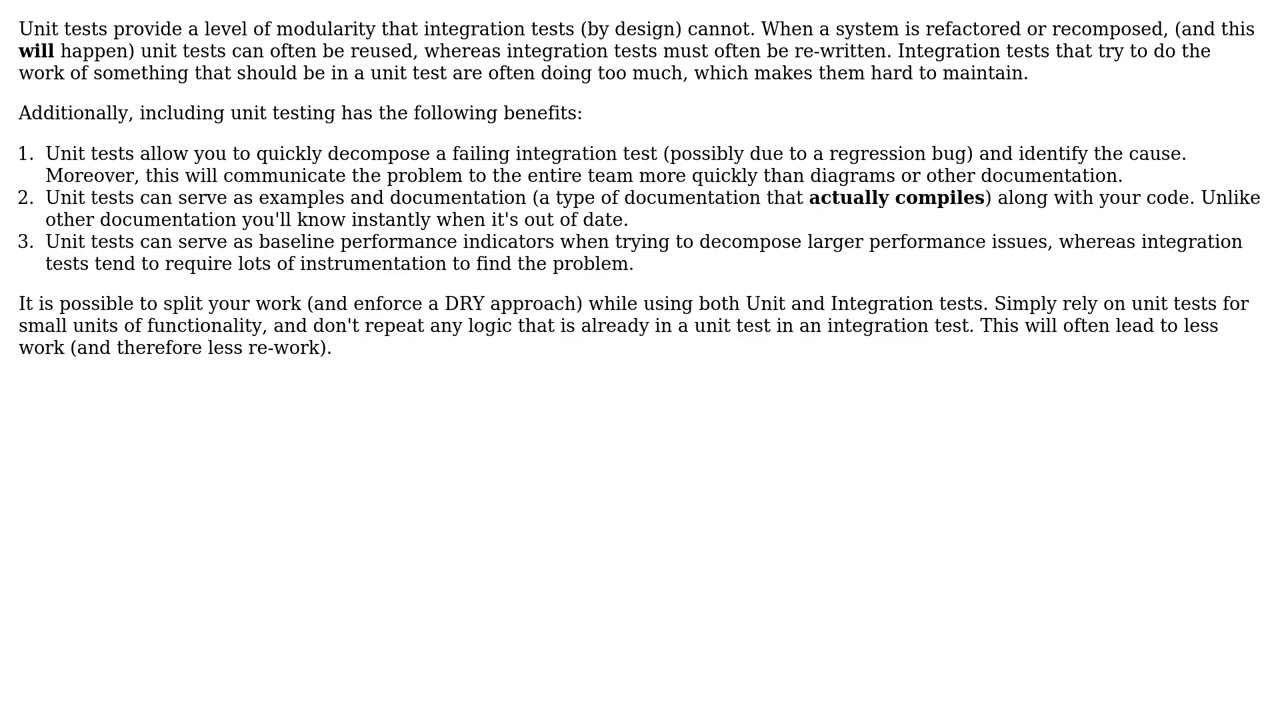 Unit tests provide a level of modularity that integration tests (by design) cannot. When a system is refactored or recomposed, (and this
will happen) unit tests can often be reused, whereas integration tests must often be re-written. Integration tests that try to do the
work of something that should be in a unit test are often doing too much, which makes them hard to maintain.
Additionally, including unit testing has the following benefits:
1. Unit tests allow you to quickly decompose a failing integration test (possibly due to a regression bug) and identify the cause.
Moreover, this will communicate the problem to the entire team more quickly than diagrams or other documentation.
2. Unit tests can serve as examples and documentation (a type of documentation that actually compiles) along with your code. Unlike
other documentation you'll know instantly when it's out of date.
3. Unit tests can serve as baseline performance indicators when trying to decompose larger performance issues, whereas integration
tests tend to require lots of instrumentation to find the problem.
It is possible to split your work (and enforce a DRY approach) while using both Unit and Integration tests. Simply rely on unit tests for
small units of functionality, and don't repeat any logic that is already in a unit test in an integration test. This will often lead to less
work (and therefore less re-work).